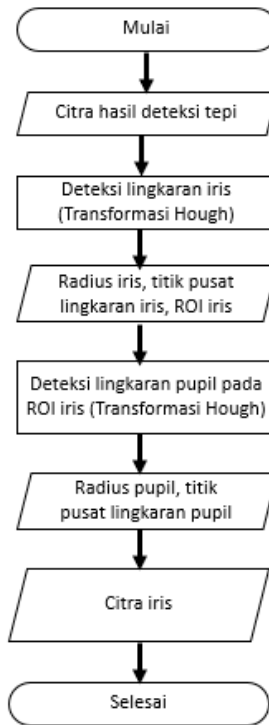 Mulai
Citra hasil deteksi tepi
Deteksi lingkaran iris
(Transformasi Hough)
Radius iris, titik pusat
lingkaran iris, ROI iris
Deteksi lingkaran pupil pada
ROI iris (Transformasi Hough)
Radius pupil, titik
pusat lingkaran pupil
Citra iris
Selesai